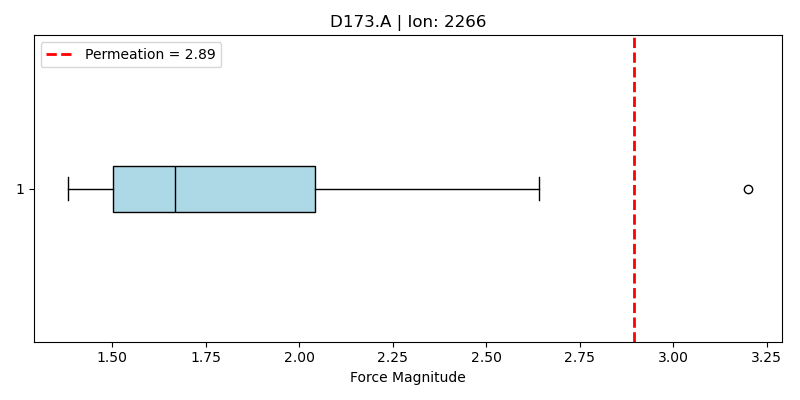 D173.A | Ion: 2266
Permeation = 2.89
1
1.50 1.75 2.00 2.25 2.50 2.75 3.00 3.25
Force Magnitude